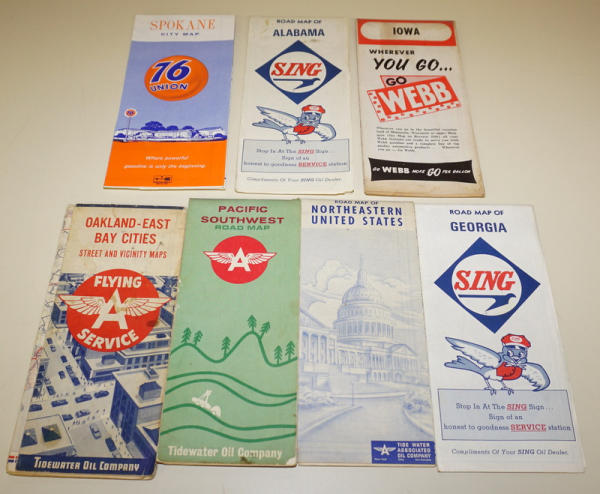 SPOKANE
CITY MAP
76
UNION
76
Where powerful
gasoline is only the beginning.
ROAD MAP OF
ALABAMA
SING
Stop In At The SING Sign...
Sign of an
honest to goodness SERVICE station
Compliments Of Your SING Oil Dealer.
IOWA
WHEREVER
YOU GO...
GO
WEBB
GO WEBB MORE GO PER GALLON
OAKLAND-EAST
BAY CITIES
STREET AND VICINITY MAPS
FLYING
A
SERVICE
TIDEWATER OIL COMPANY
PACIFIC
SOUTHWEST
ROAD MAP
A
Tidewater Oil Company
ROAD MAP OF
NORTHEASTERN
UNITED STATES
A
TIDE WATER
ASSOCIATED
OIL COMPANY
ROAD MAP OF
GEORGIA
SING
Stop In At The SING Sign...
Sign of an
honest to goodness SERVICE station
Compliments Of Your SING Oil Dealer.